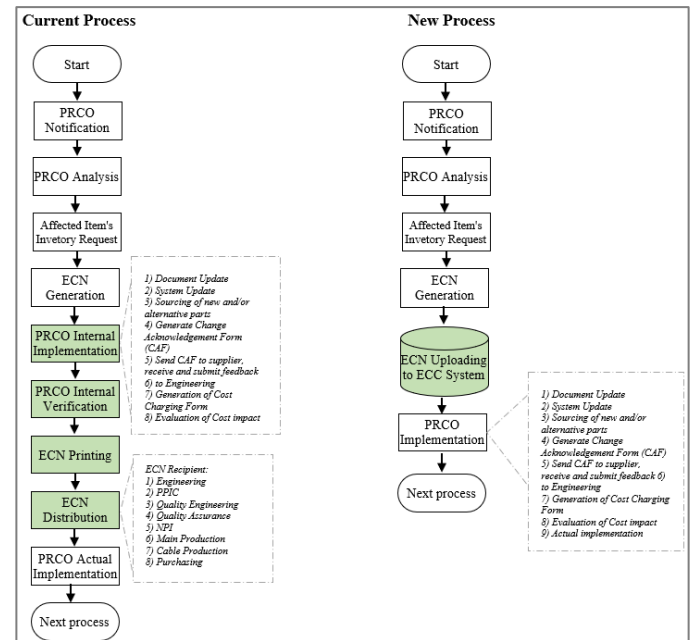 Current Process
Start
PRCO
Notification
PRCO Analysis
Affected Item's
Invetory Request
ECN
Generation
PRCO Internal
Implementation
PRCO Internal
Verification
ECN Printing
ECN
Distribution
PRCO Actual
Implementation
Next process
1) Document Update
2) System Update
3) Sourcing of new and/or
alternative parts
4) Generate Change
Acknowledgement Form
(CAF)
5) Send CAF to supplier,
receive and submit feedback
6) to Engineering
7) Generation of Cost
Charging Form
8) Evaluation of Cost impact
ECN Recipient:
1) Engineering
2) PPIC
3) Quality Engineering
4) Quality Assurance
5) NPI
6) Main Production
7) Cable Production
8) Purchasing
New Process
Start
PRCO
Notification
PRCO Analysis
Affected Item's
Invetory Request
ECN
Generation
ECN Uploading
to ECC System
PRCO
Implementation
Next process
1) Document Update
2) System Update
3) Sourcing of new and/or
alternative parts
4) Generate Change
Acknowledgement Form (CAF)
5) Send CAF to supplier,
receive and submit feedback 6)
to Engineering
7) Generation of Cost Charging
Form
8) Evaluation of Cost impact
9) Actual implementation